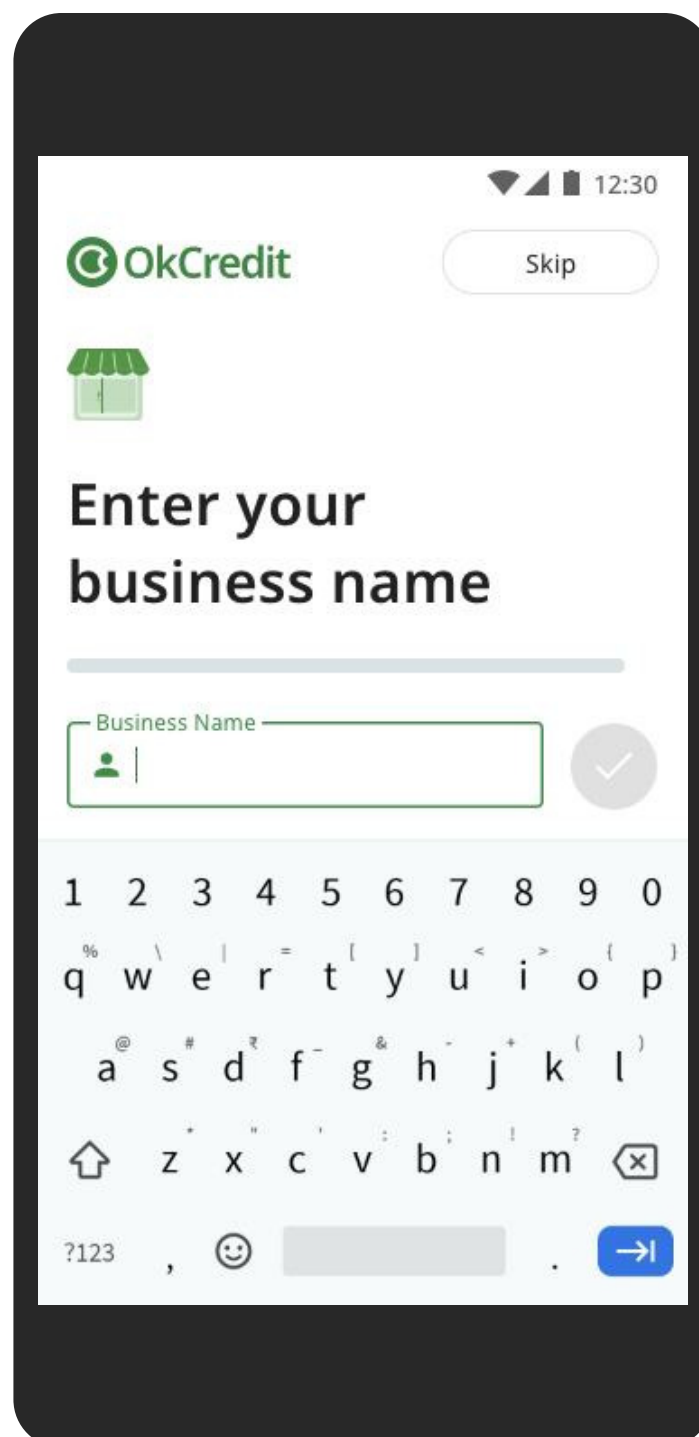 12:30
OkCredit Skip
Enter your
business name
Business Name
1 2 3 4 5 6 7 8 9 0
% \ | = [ ] < > { }
q w e r t y u i o p
@ # ₹ _ & - + ( )
a s d f g h j k l
* " ' : ; ! ?
z x c v b n m
?123 , .